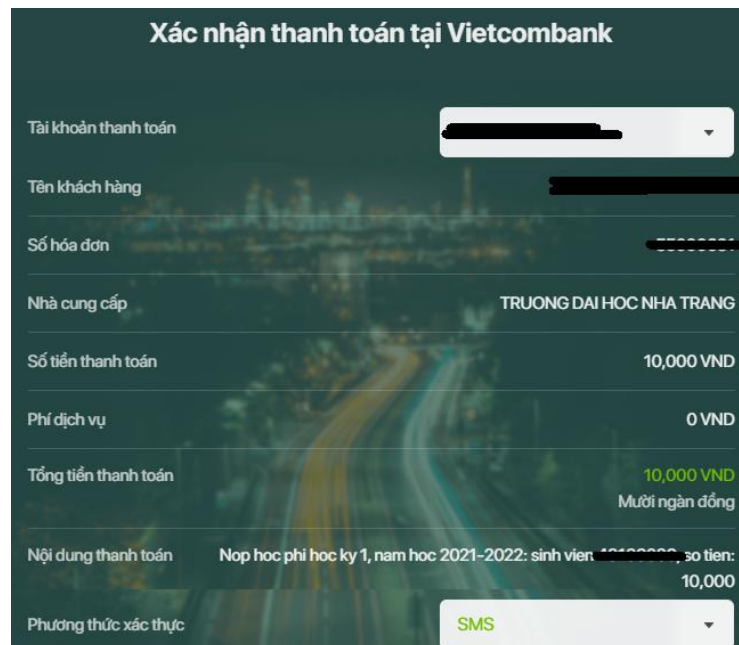 Xác nhận thanh toán tại Vietcombank
Tài khoản thanh toán
Tên khách hàng
Số hóa đơn
Nhà cung cấp TRUONG DAI HOC NHA TRANG
Số tiền thanh toán 10,000 VND
Phí dịch vụ 0 VND
Tổng tiền thanh toán 10,000 VND
Mười ngàn đồng
Nội dung thanh toán Nop hoc phi hoc ky 1, nam hoc 2021-2022: sinh vien so tien:
10,000
Phương thức xác thực SMS